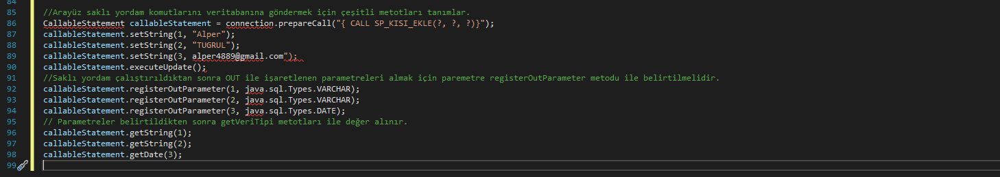 84
85 //Arayüz saklı yordam komutlarını veritabanına göndermek için çeşitli metotları tanımlar.
86 CallableStatement callableStatement = connection.prepareCall("{ CALL SP_KISI_EKLE(?, ?, ?)}");
87 callableStatement.setString(1, "Alper");
88 callableStatement.setString(2, "TUGRUL");
89 callableStatement.setString(3, alper4889@gmail.com");
90 callableStatement.executeUpdate();
91 //Saklı yordam çalıştırıldıktan sonra OUT ile işaretlenen parametreleri almak için paremetre registerOutParameter metodu ile belirtilmelidir.
92 callableStatement.registerOutParameter(1, java.sql.Types.VARCHAR);
93 callableStatement.registerOutParameter(2, java.sql.Types.VARCHAR);
94 callableStatement.registerOutParameter(3, java.sql.Types.DATE);
95 // Parametreler belirtildikten sonra getVeriTipi metotları ile değer alınır.
96 callableStatement.getString(1);
97 callableStatement.getString(2);
98 callableStatement.getDate(3);
99